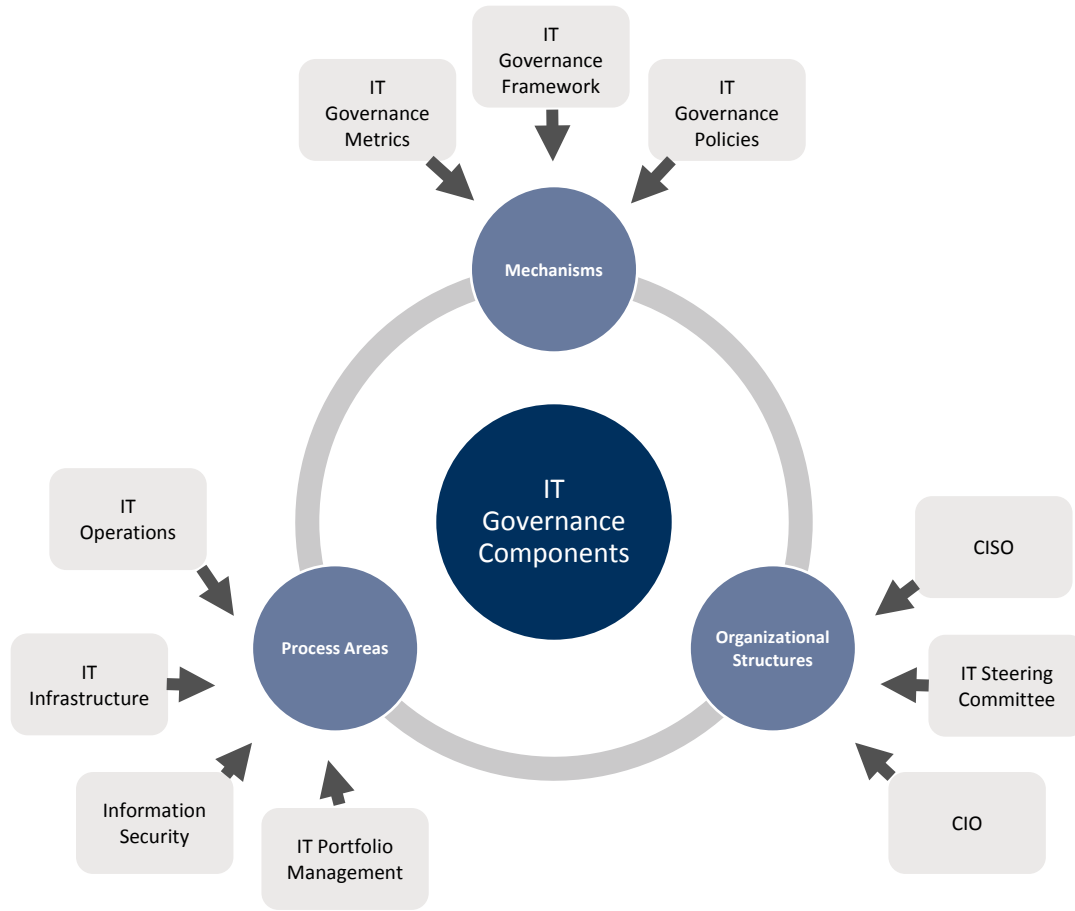 IT
Governance
Framework
IT
Governance
Metrics
IT
Governance
Policies
Mechanisms
IT
Governance
Components
IT
Operations
IT
Infrastructure
Information
Security
IT Portfolio
Management
Process Areas
Organizational
Structures
CISO
IT Steering
Committee
CIO